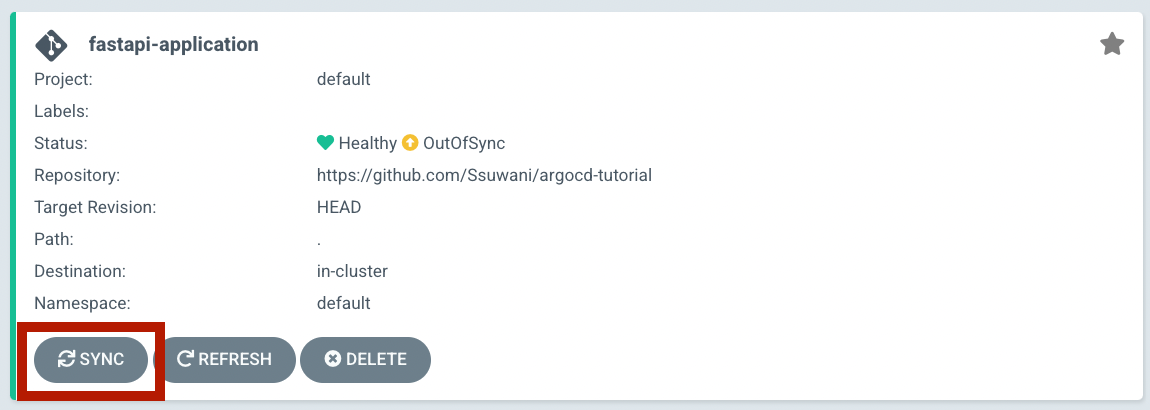 fastapi-application
Project: default
Labels:
Status: Healthy OutOfSync
Repository: https://github.com/Ssuwani/argocd-tutorial
Target Revision: HEAD
Path: .
Destination: in-cluster
Namespace: default
SYNC REFRESH DELETE